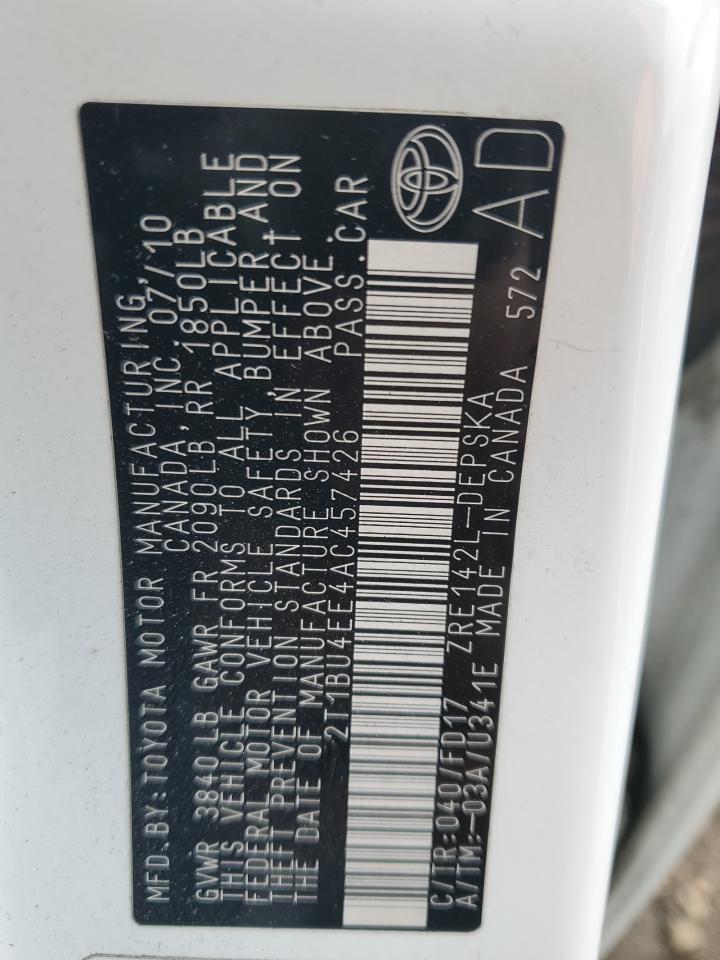 MFD.BY:TOYOTA MOTOR MANUFACTURING,
CANADA, INC.07/10
GVWR 3840LB GAWR FR 2090LB,RR 1850LB
THIS VEHICLE CONFORMS TO ALL APPLICABLE
FEDERAL MOTOR VEHICLE SAFETY,BUMPER,AND
THEFT PREVENTION STANDARDS IN EFFECT ON
THE DATE OF MANUFACTURE SHOWN ABOVE.
2T1BU4EE4AC457426 PASS.CAR
C/TR:040/FD17 ZRE142L-DEPSKA
A/TM:-03A/U341E MADE IN CANADA 572
AD